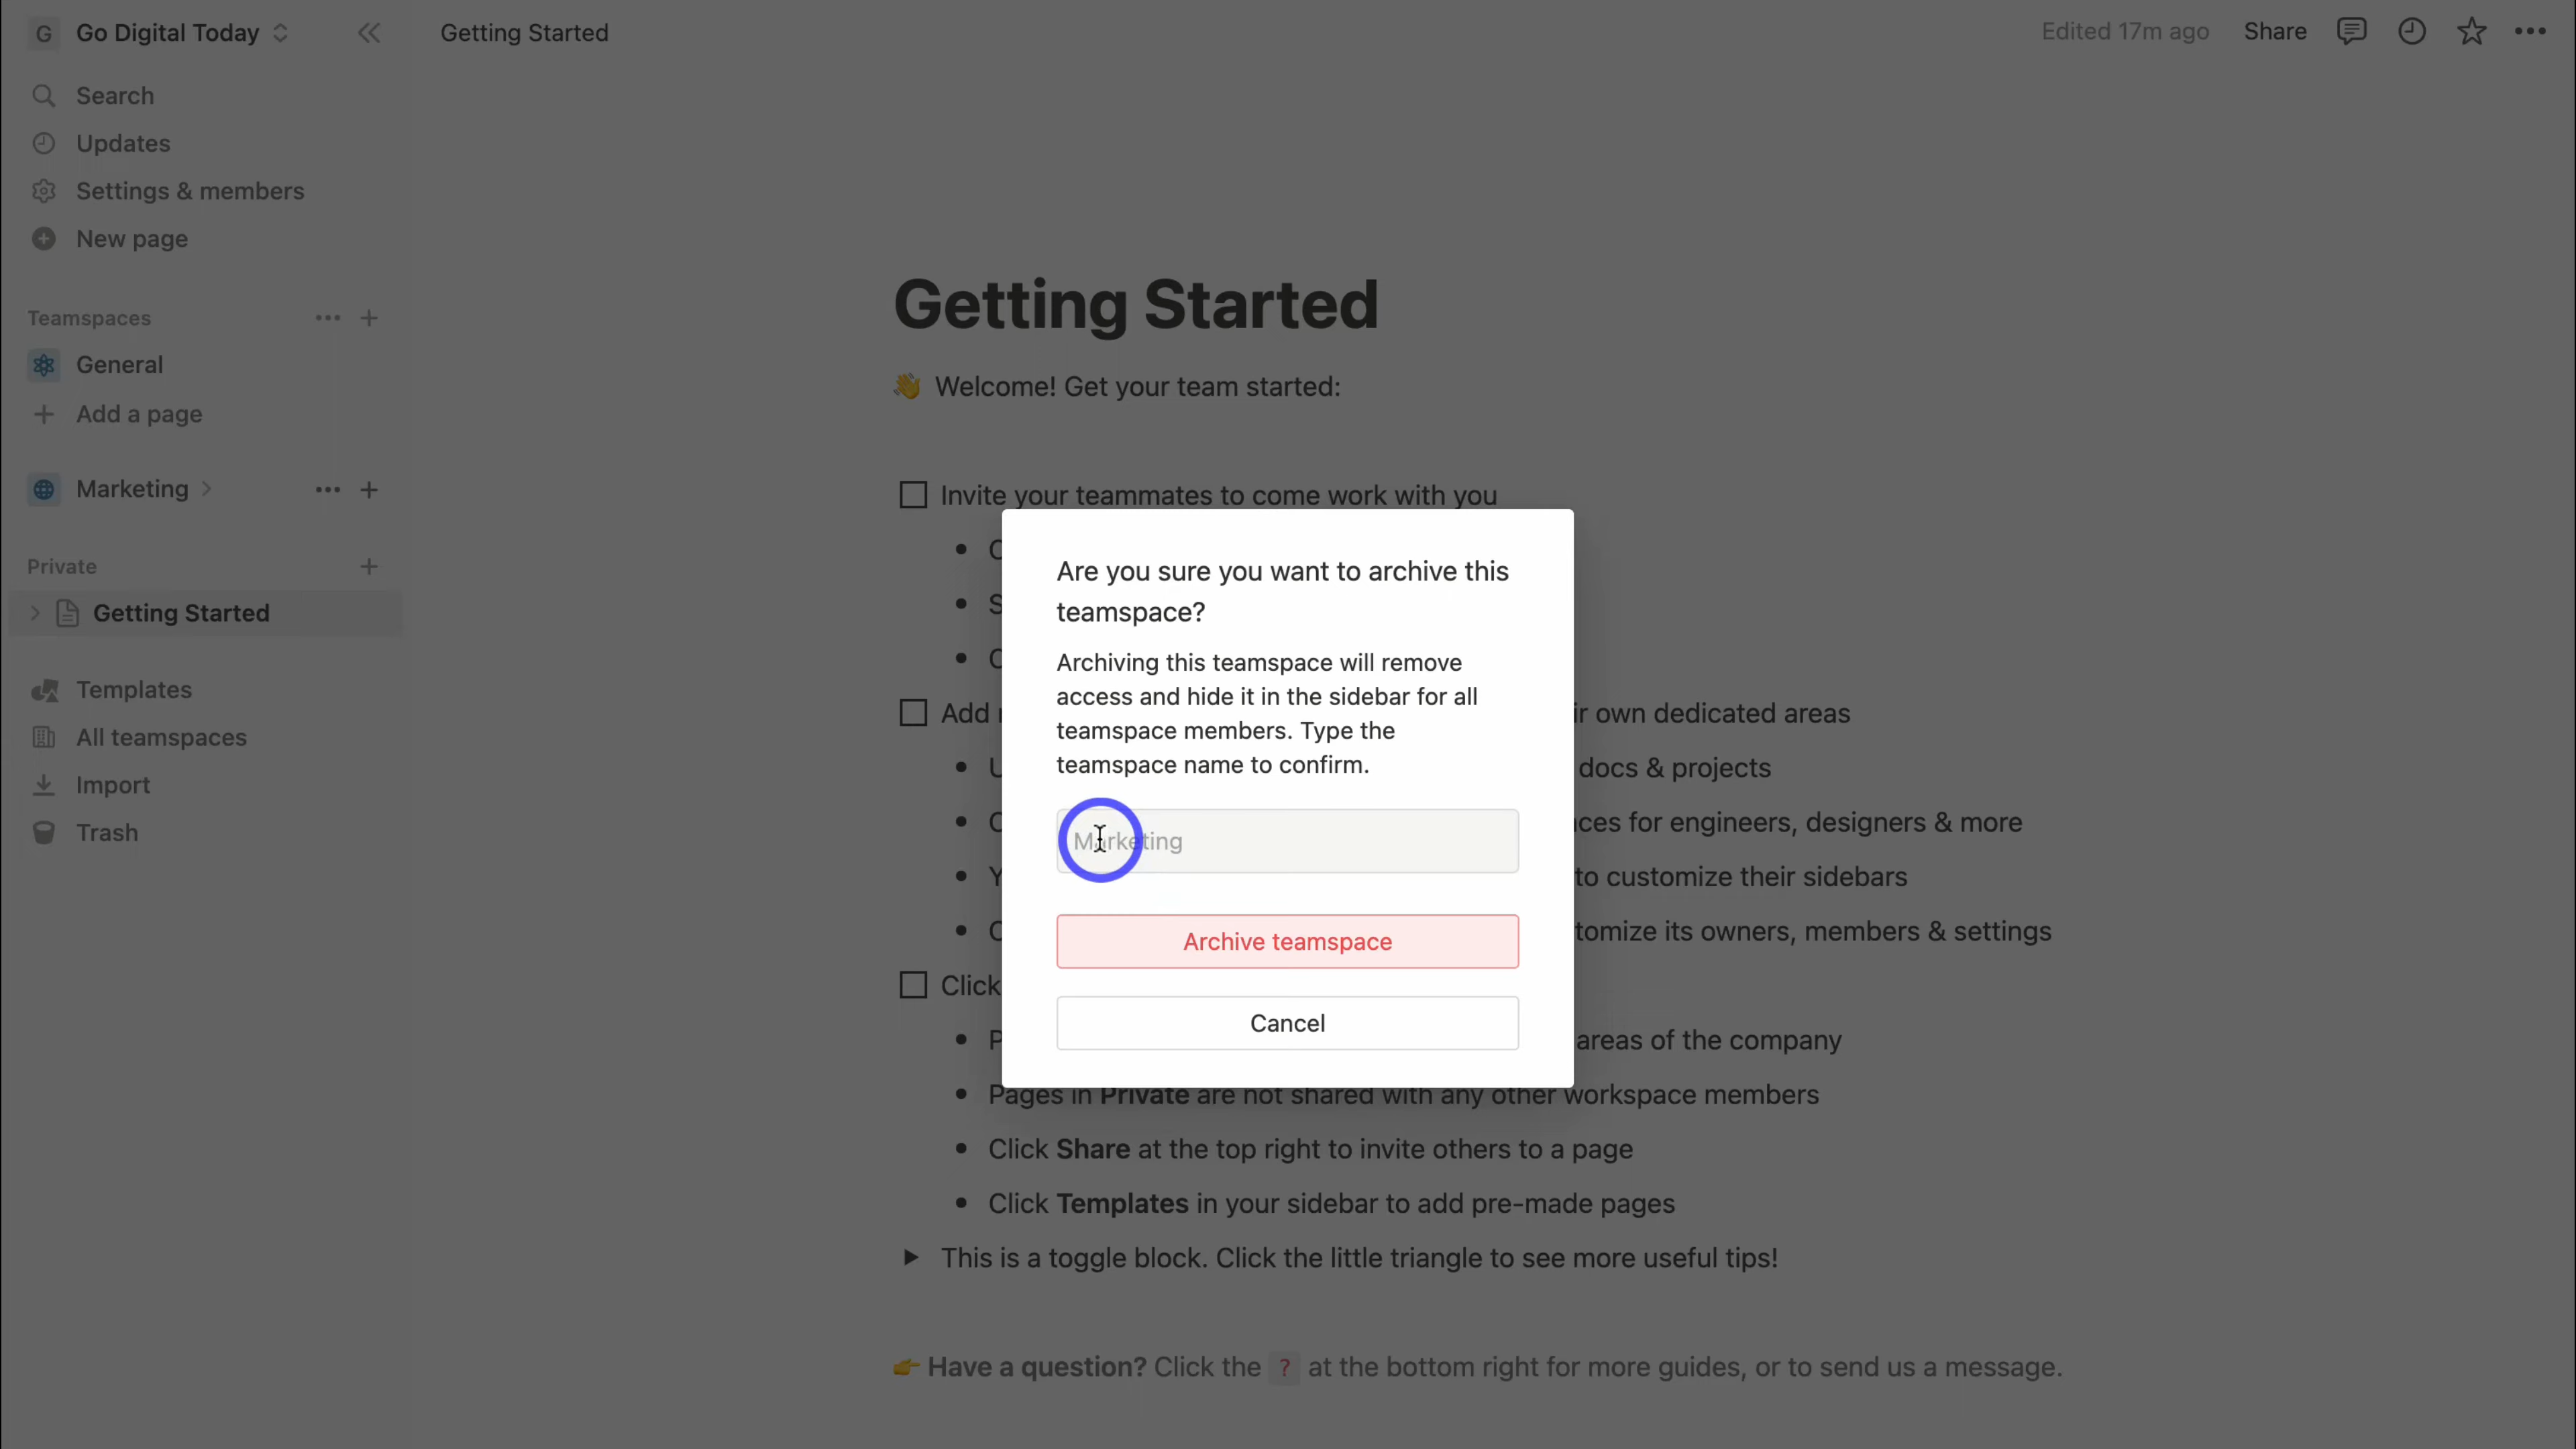 G Go Digital Today
Getting Started
Edited 17m ago Share
Search
Updates
Settings & members
New page
Teamspaces
General
Add a page
Marketing
Private
Getting Started
Templates
All teamspaces
Import
Trash
Getting Started
👋 Welcome! Get your team started:
Invite your teammates to come work with you
Add
ir own dedicated areas
docs & projects
ces for engineers, designers & more
to customize their sidebars
tomize its owners, members & settings
Click
areas of the company
Pages in Private are not shared with any other workspace members
Click Share at the top right to invite others to a page
Click Templates in your sidebar to add pre-made pages
This is a toggle block. Click the little triangle to see more useful tips!
👉 Have a question? Click the ? at the bottom right for more guides, or to send us a message.
Are you sure you want to archive this
teamspace?
Archiving this teamspace will remove
access and hide it in the sidebar for all
teamspace members. Type the
teamspace name to confirm.
Marketing
Archive teamspace
Cancel